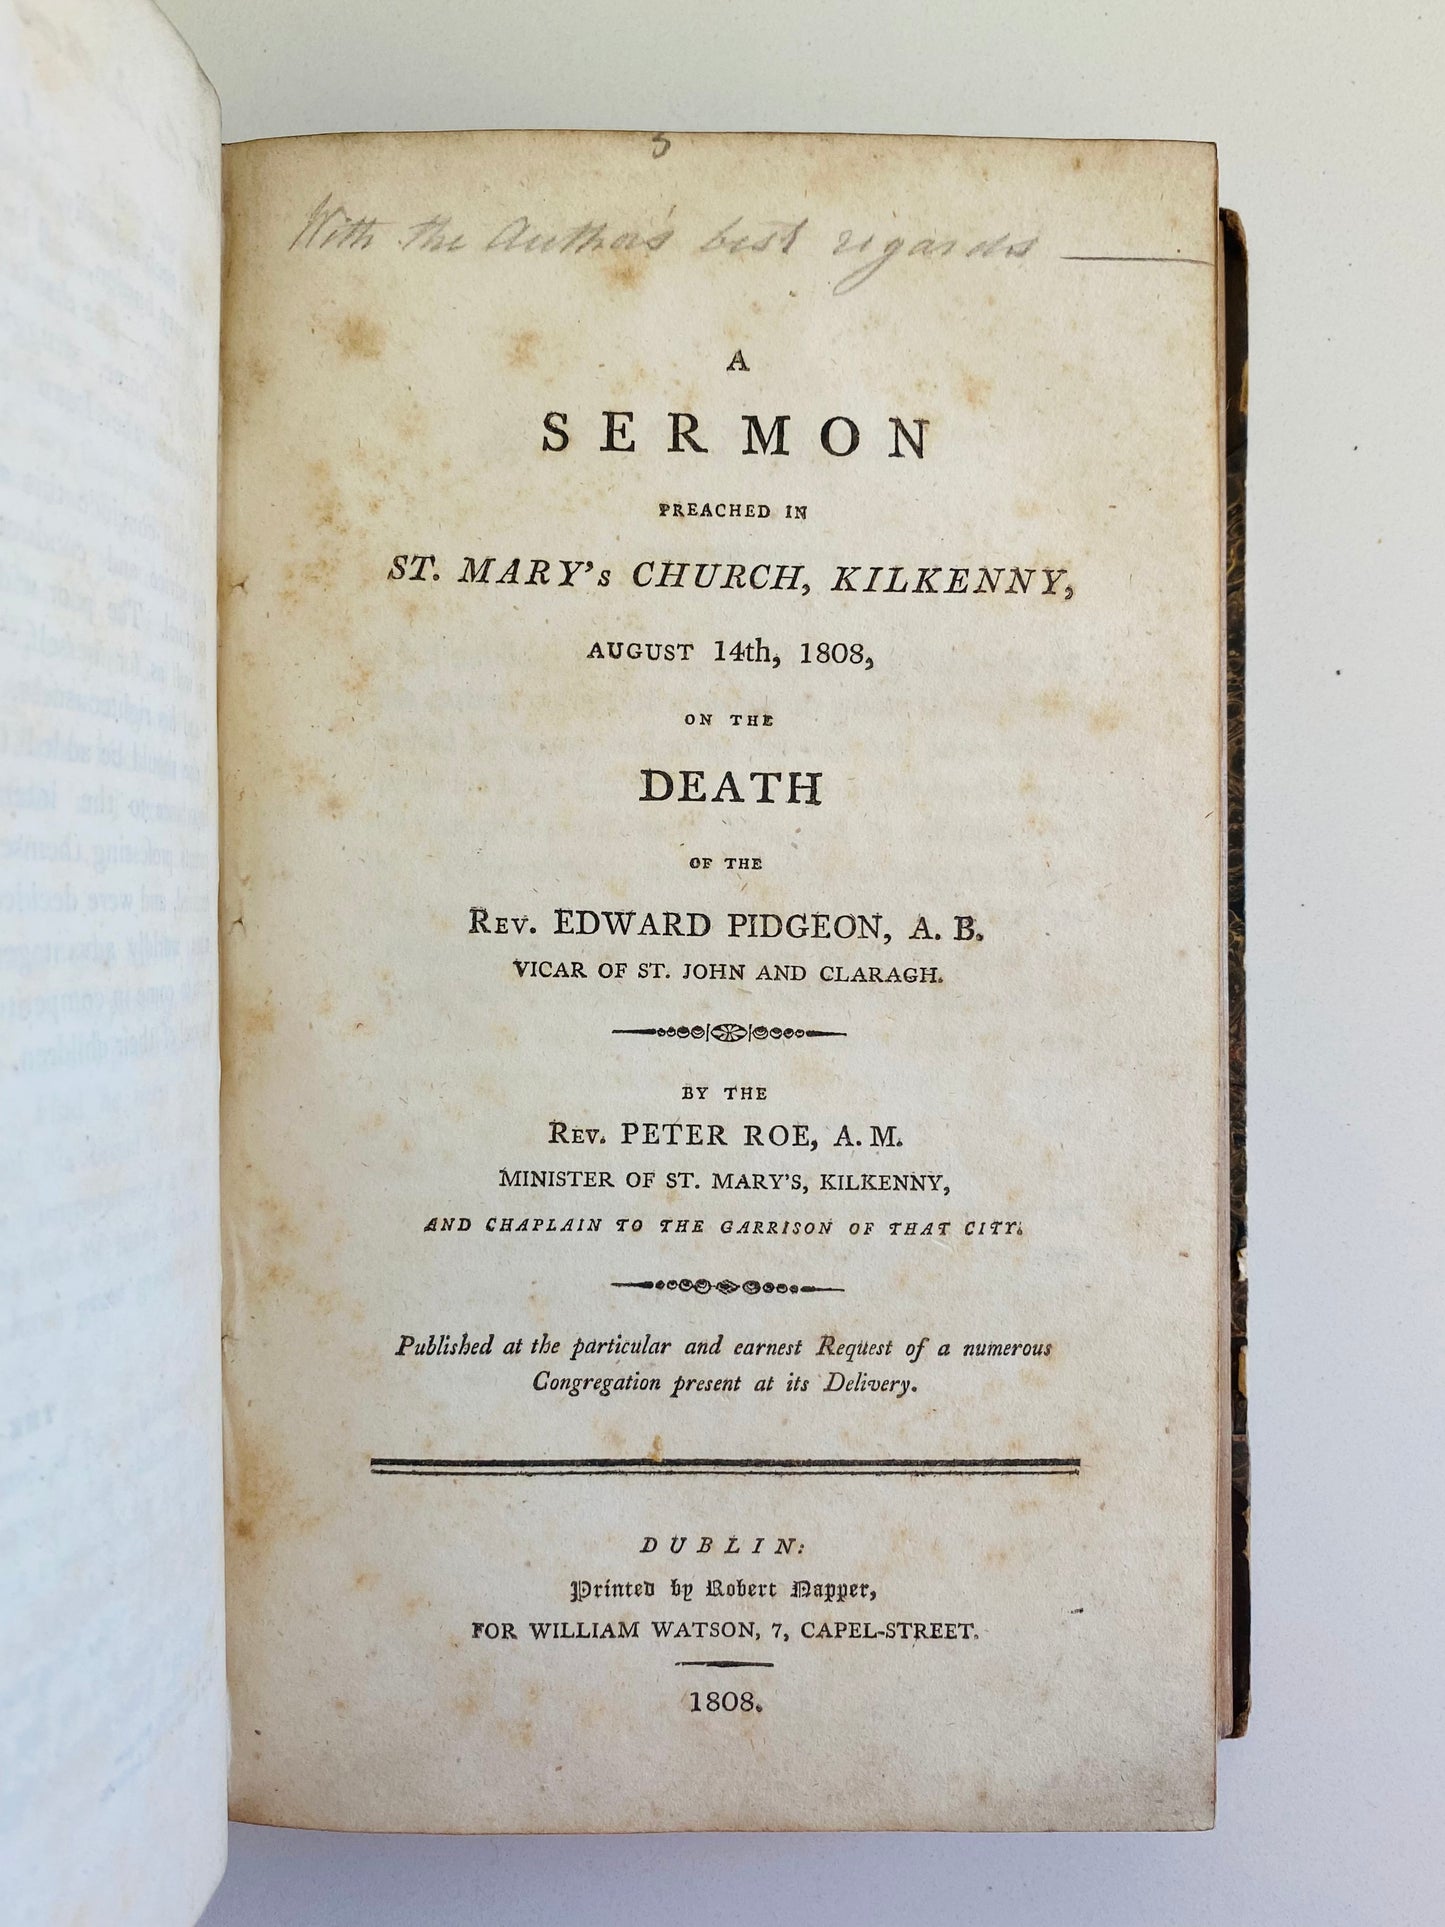 5
With the Author's best regards
A
SERMON
PREACHED IN
ST. MARY's CHURCH, KILKENNY,
AUGUST 14th, 1808,
ON THE
DEATH
OF THE
REV. EDWARD PIDGEON, A. B.
VICAR OF ST. JOHN AND CLARAGH.
BY THE
REV. PETER ROE, A. M.
MINISTER OF ST. MARY'S, KILKENNY,
AND CHAPLAIN TO THE GARRISON OF THAT CITY.
Published at the particular and earnest Request of a numerous
Congregation present at its Delivery.
DUBLIN:
Printed by Robert Napper,
FOR WILLIAM WATSON, 7, CAPEL-STREET.
1808.